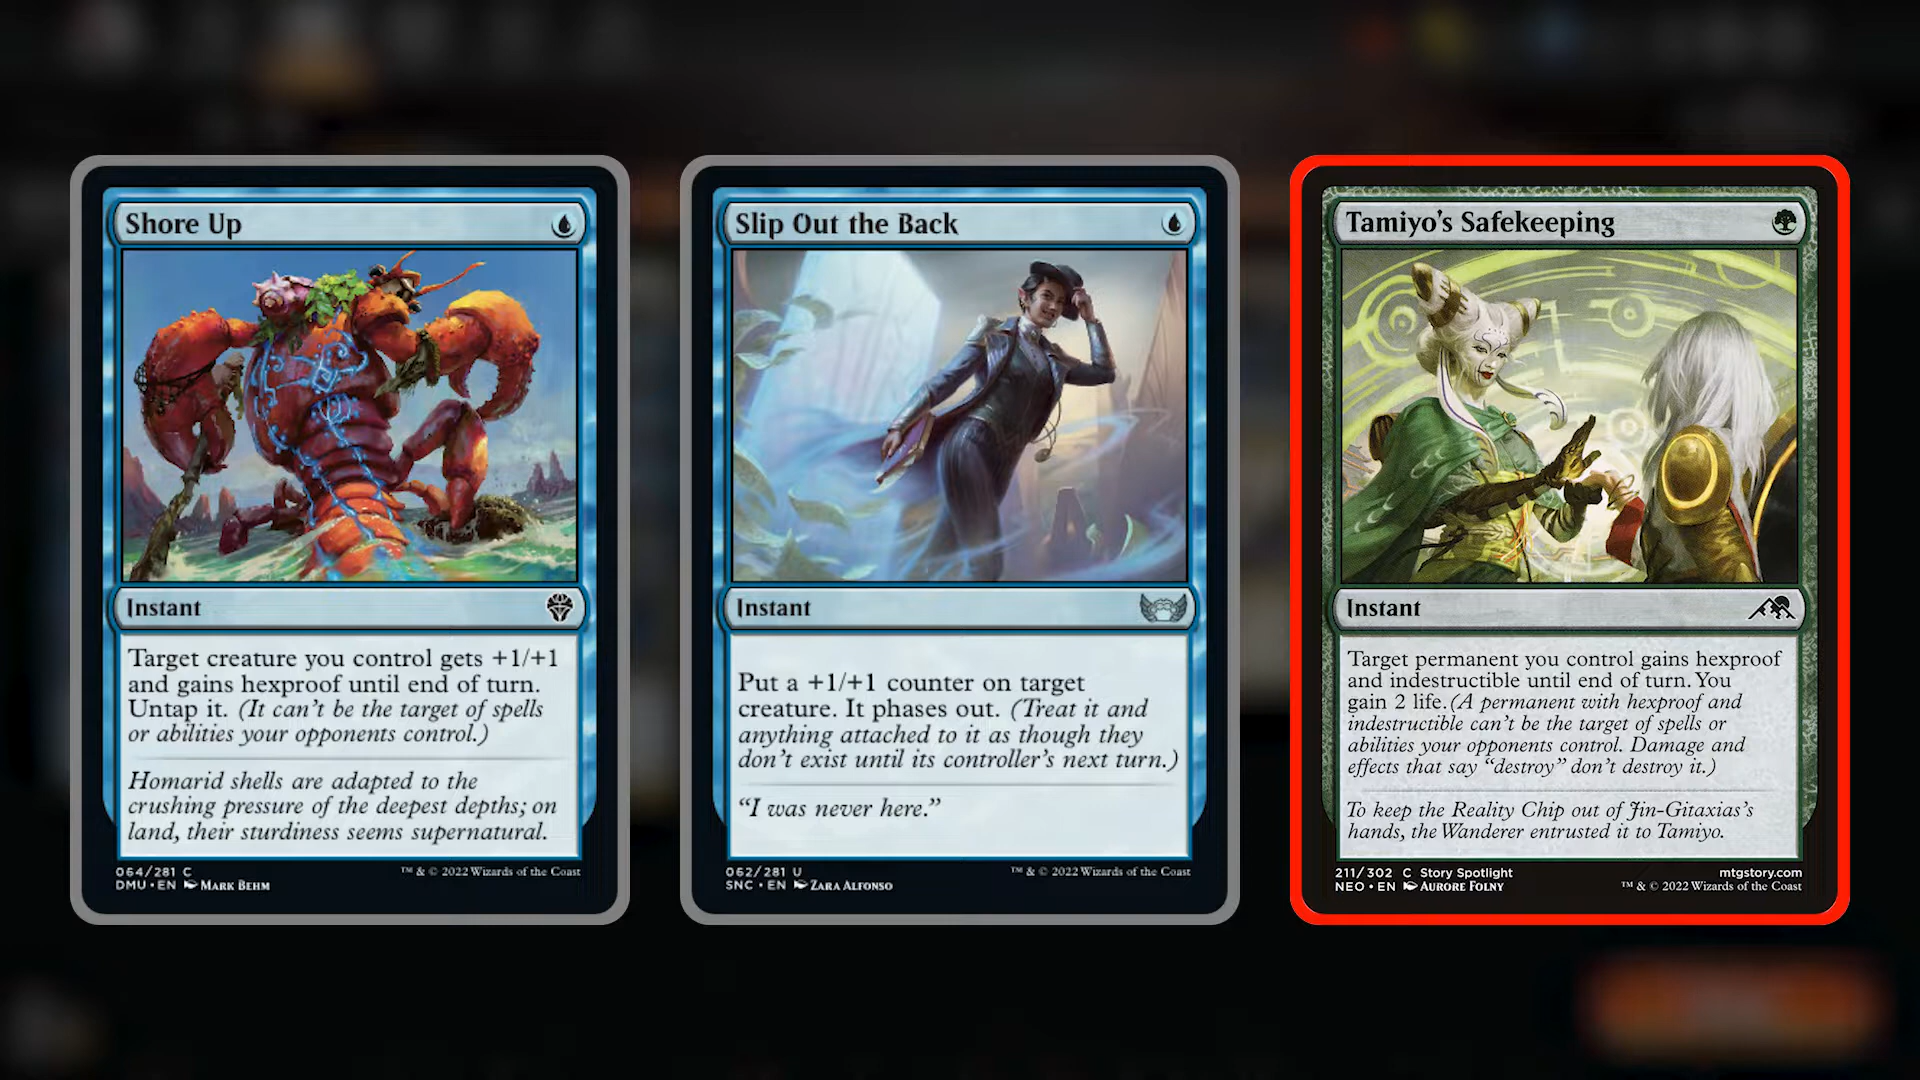 Shore Up
Instant
Target creature you control gets +1/+1
and gains hexproof until end of turn.
Untap it. (It can't be the target of spells
or abilities your opponents control.)
Homarid shells are adapted to the
crushing pressure of the deepest depths; on
land, their sturdiness seems supernatural.
064/281 C
DMU • EN MARK BEHM
™ & © 2022 Wizards of the Coast
Slip Out the Back
Instant
Put a +1/+1 counter on target
creature. It phases out. (Treat it and
anything attached to it as though they
don't exist until its controller's next turn.)
"I was never here."
062/281 U
SNC • EN ZARA ALFONSO
™ & © 2022 Wizards of the Coast
Tamiyo's Safekeeping
Instant
Target permanent you control gains hexproof
and indestructible until end of turn. You
gain 2 life. (A permanent with hexproof and
indestructible can't be the target of spells or
abilities your opponents control. Damage and
effects that say "destroy" don't destroy it.)
To keep the Reality Chip out of Jin-Gitaxias's
hands, the Wanderer entrusted it to Tamiyo.
211/302 C Story Spotlight
NEO • EN AURORE FOLNY
mtgstory.com
™ & © 2022 Wizards of the Coast